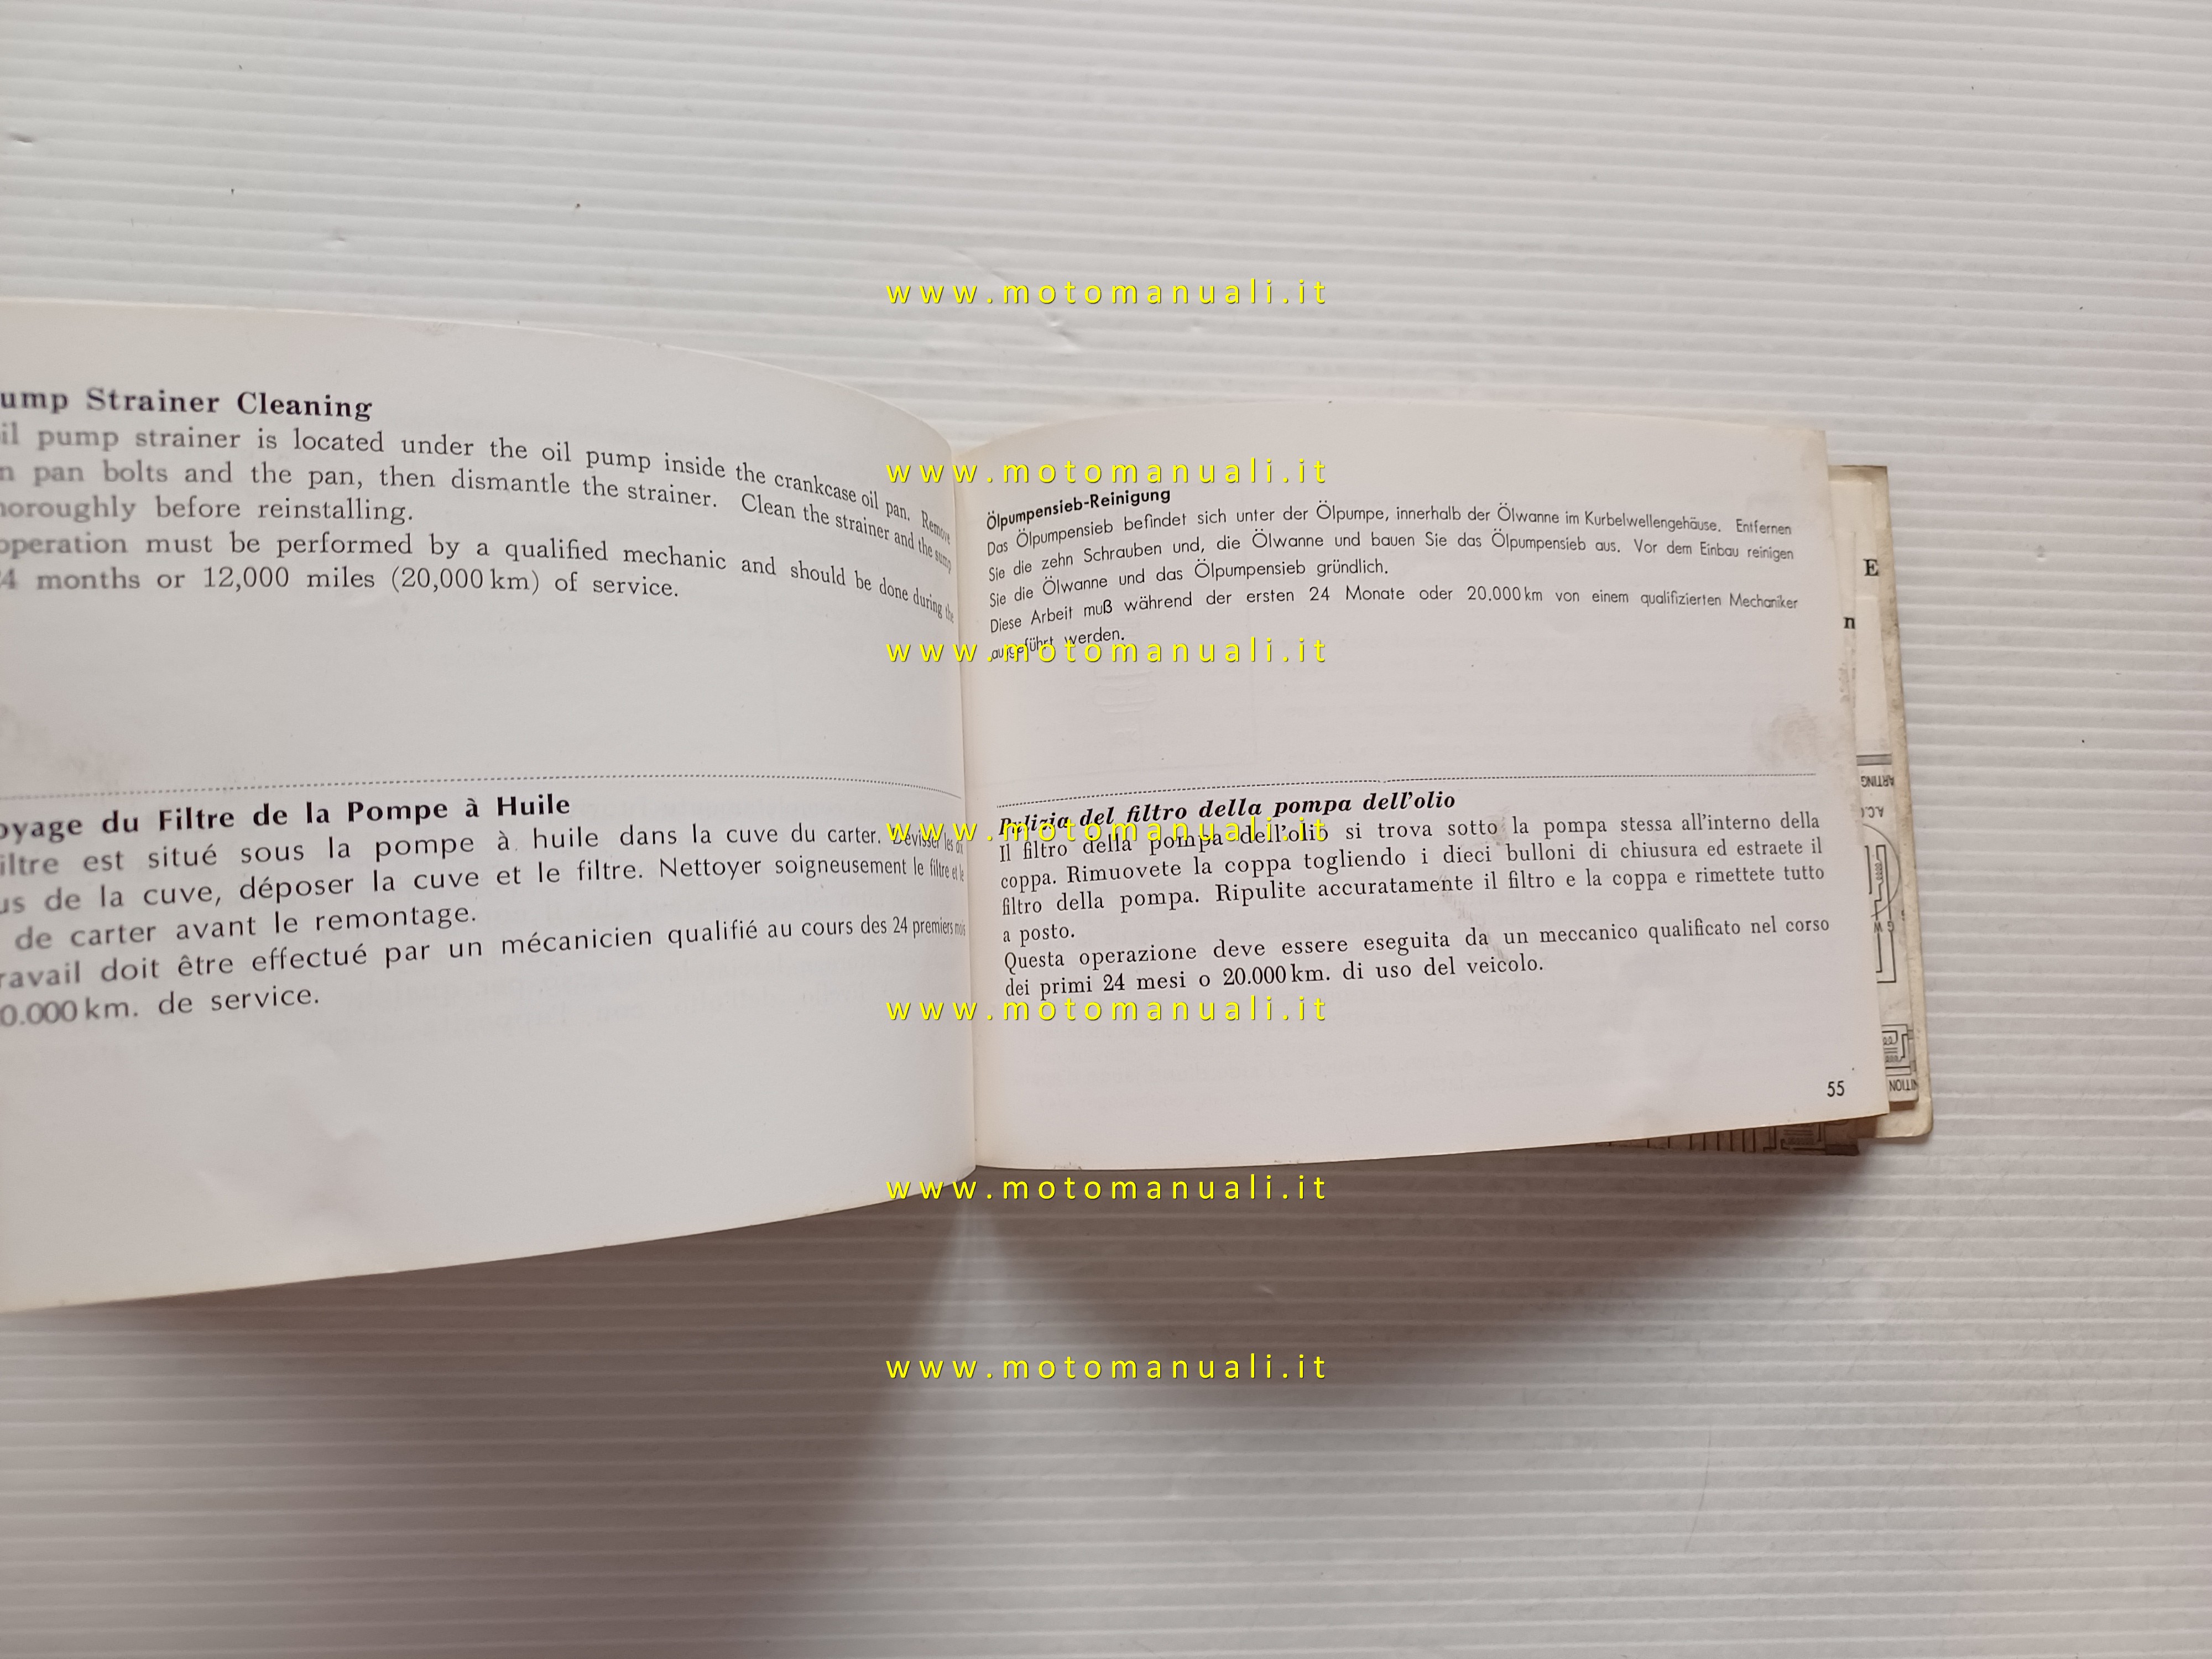 www.motomanuali.it
ump Strainer Cleaning
il pump strainer is located under the oil pump inside the crankcase oil pan. Remove
n pan bolts and the pan, then dismantle the strainer. Clean the strainer and the sump
horoughly before reinstalling.
operation must be performed by a qualified mechanic and should be done during the
24 months or 12,000 miles (20,000 km) of service.
oyage du Filtre de la Pompe à Huile
iltre est situé sous la pompe à huile dans la cuve du carter. Dévisser les dix
us de la cuve, déposer la cuve et le filtre. Nettoyer soigneusement le filtre et le
de carter avant le remontage.
ravail doit être effectué par un mécanicien qualifié au cours des 24 premiers mois
0.000 km. de service.
www.motomanuali.it
Ölpumpensieb-Reinigung
Das Ölpumpensieb befindet sich unter der Ölpumpe, innerhalb der Ölwanne im Kurbelwellengehäuse. Entfernen
Sie die zehn Schrauben und, die Ölwanne und bauen Sie das Ölpumpensieb aus. Vor dem Einbau reinigen
Sie die Ölwanne und das Ölpumpensieb gründlich.
Diese Arbeit muß während der ersten 24 Monate oder 20.000 km von einem qualifizierten Mechaniker
ausgeführt werden.
www.motomanuali.it
Pulizia del filtro della pompa dell'olio
www.motomanuali.it
Il filtro della pompa dell'olio si trova sotto la pompa stessa all'interno della
coppa. Rimuovete la coppa togliendo i dieci bulloni di chiusura ed estraete il
filtro della pompa. Ripulite accuratamente il filtro e la coppa e rimettete tutto
a posto.
Questa operazione deve essere eseguita da un meccanico qualificato nel corso
dei primi 24 mesi o 20.000 km. di uso del veicolo.
www.motomanuali.it
55
E
n
ARTING
A.C.
W G
NITION
www.motomanuali.it
www.motomanuali.it